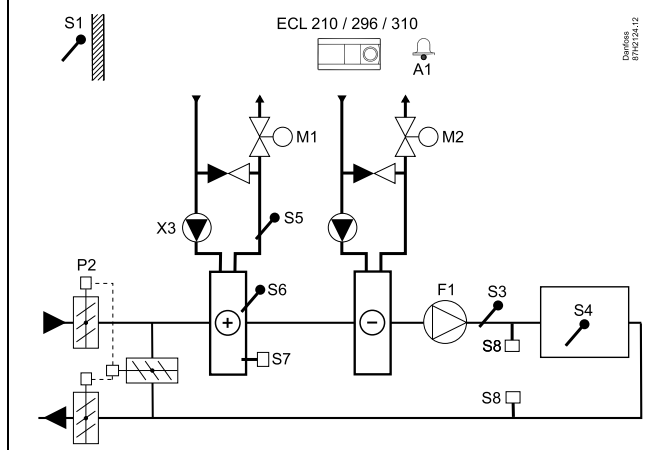 S1
ECL 210 / 296 / 310
A1
Danfoss
87H2124.12
M1
M2
X3
S5
P2
S6
F1
S3
S4
+
−
S7
S8
S8